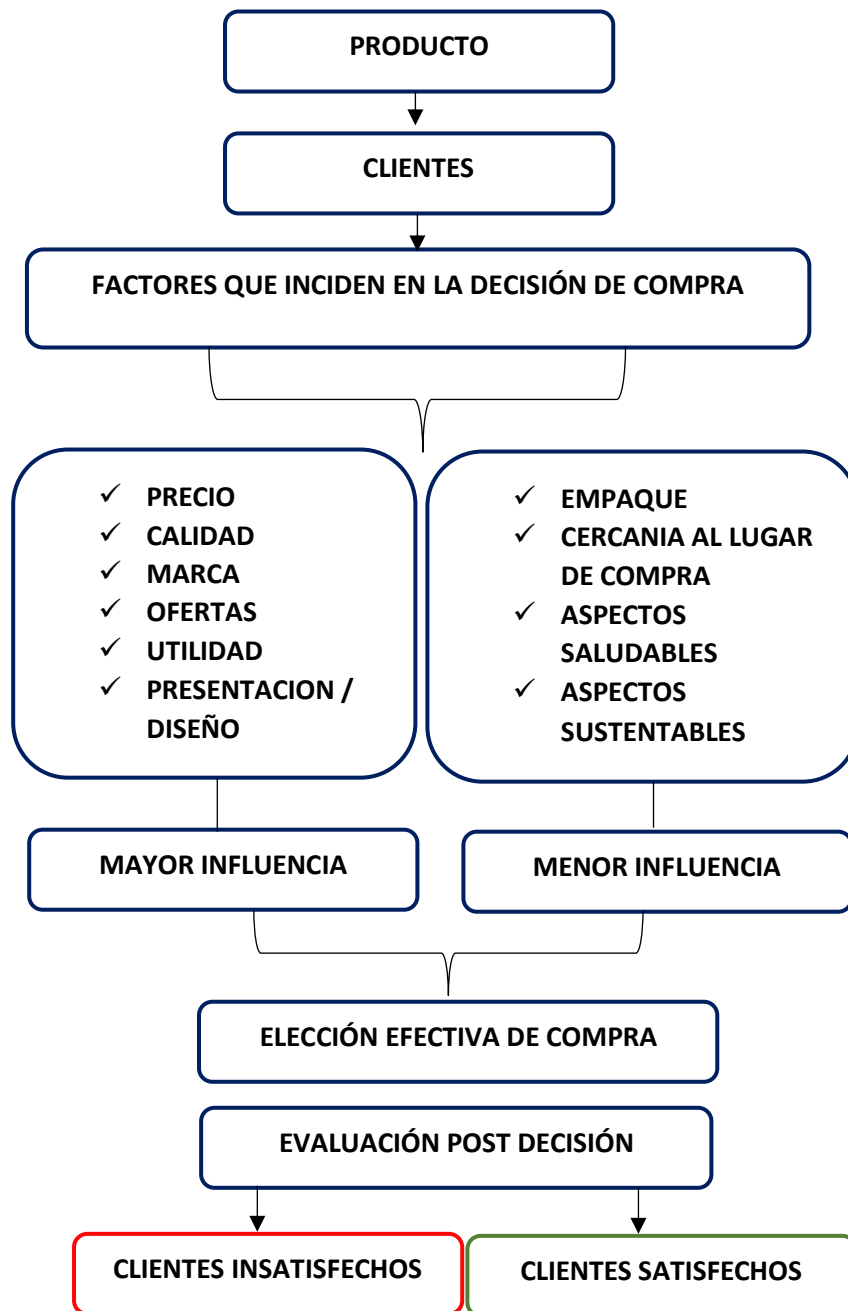 PRODUCTO
CLIENTES
FACTORES QUE INCIDEN EN LA DECISIÓN DE COMPRA
✓ PRECIO
✓ CALIDAD
✓ MARCA
✓ OFERTAS
✓ UTILIDAD
✓ PRESENTACION /
DISEÑO
✓ EMPAQUE
✓ CERCANIA AL LUGAR
DE COMPRA
✓ ASPECTOS
SALUDABLES
✓ ASPECTOS
SUSTENTABLES
MAYOR INFLUENCIA
MENOR INFLUENCIA
ELECCIÓN EFECTIVA DE COMPRA
EVALUACIÓN POST DECISIÓN
CLIENTES INSATISFECHOS
CLIENTES SATISFECHOS